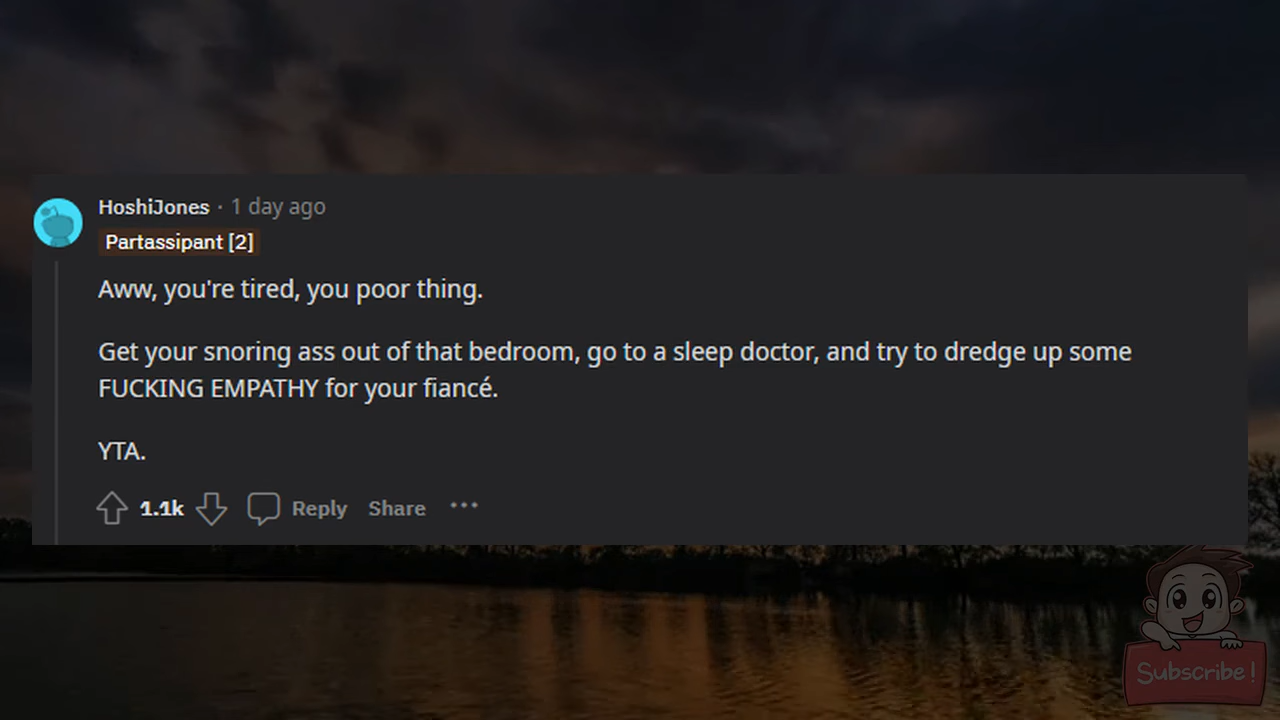 HoshiJones · 1 day ago
Partassipant [2]
Aww, you're tired, you poor thing.
Get your snoring ass out of that bedroom, go to a sleep doctor, and try to dredge up some
FUCKING EMPATHY for your fiancé.
YTA.
1.1k Reply Share ···
Subscribe!